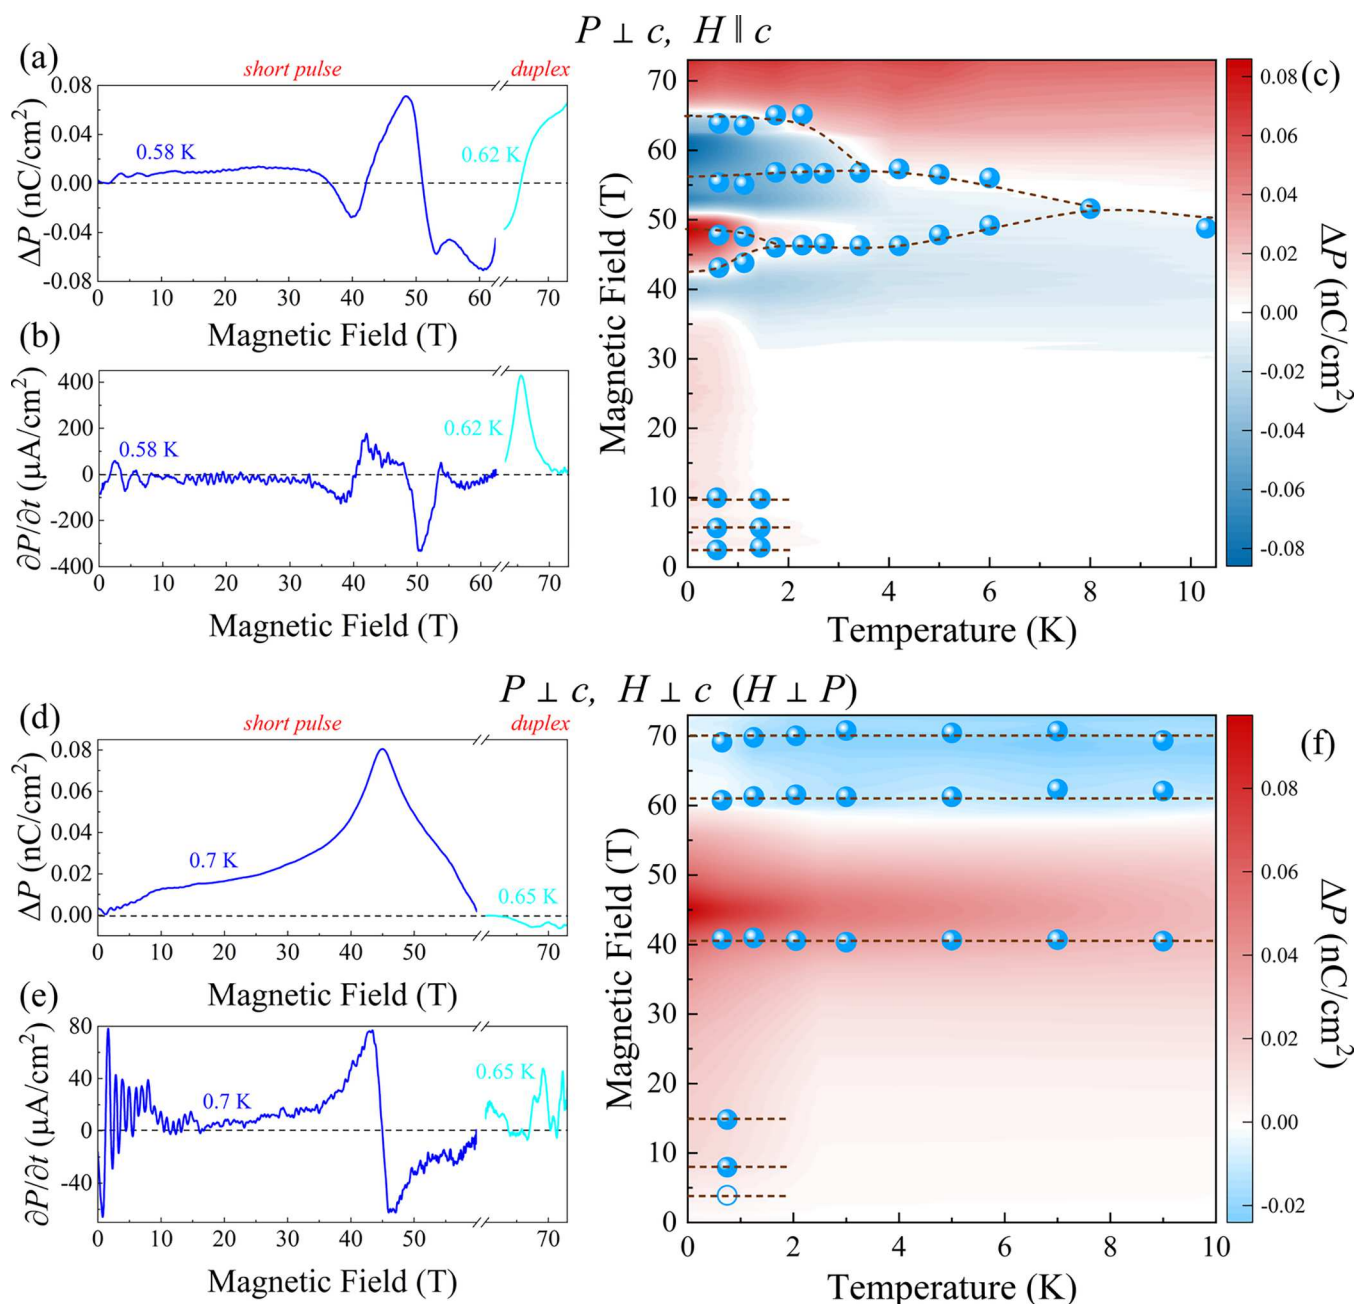 P ⊥ c, H ∥ c
(a)
short pulse
duplex
0.08
0.04
0.00
-0.04
-0.08
ΔP (nC/cm²)
0.58 K
0.62 K
0 10 20 30 40 50 60 70
Magnetic Field (T)
(b)
400
200
0
-200
-400
∂P/∂t (μA/cm²)
0.58 K
0.62 K
0 10 20 30 40 50 60 70
Magnetic Field (T)
(c)
70
60
50
40
30
20
10
0
Magnetic Field (T)
0 2 4 6 8 10
Temperature (K)
0.08
0.06
0.04
0.02
0.00
-0.02
-0.04
-0.06
-0.08
ΔP (nC/cm²)
P ⊥ c, H ⊥ c (H ⊥ P)
(d)
short pulse
duplex
0.08
0.06
0.04
0.02
0.00
ΔP (nC/cm²)
0.7 K
0.65 K
0 10 20 30 40 50 70
Magnetic Field (T)
(e)
80
40
0
-40
∂P/∂t (μA/cm²)
0.7 K
0.65 K
0 10 20 30 40 50 70
Magnetic Field (T)
(f)
70
60
50
40
30
20
10
0
Magnetic Field (T)
0 2 4 6 8 10
Temperature (K)
0.08
0.06
0.04
0.02
0.00
-0.02
ΔP (nC/cm²)